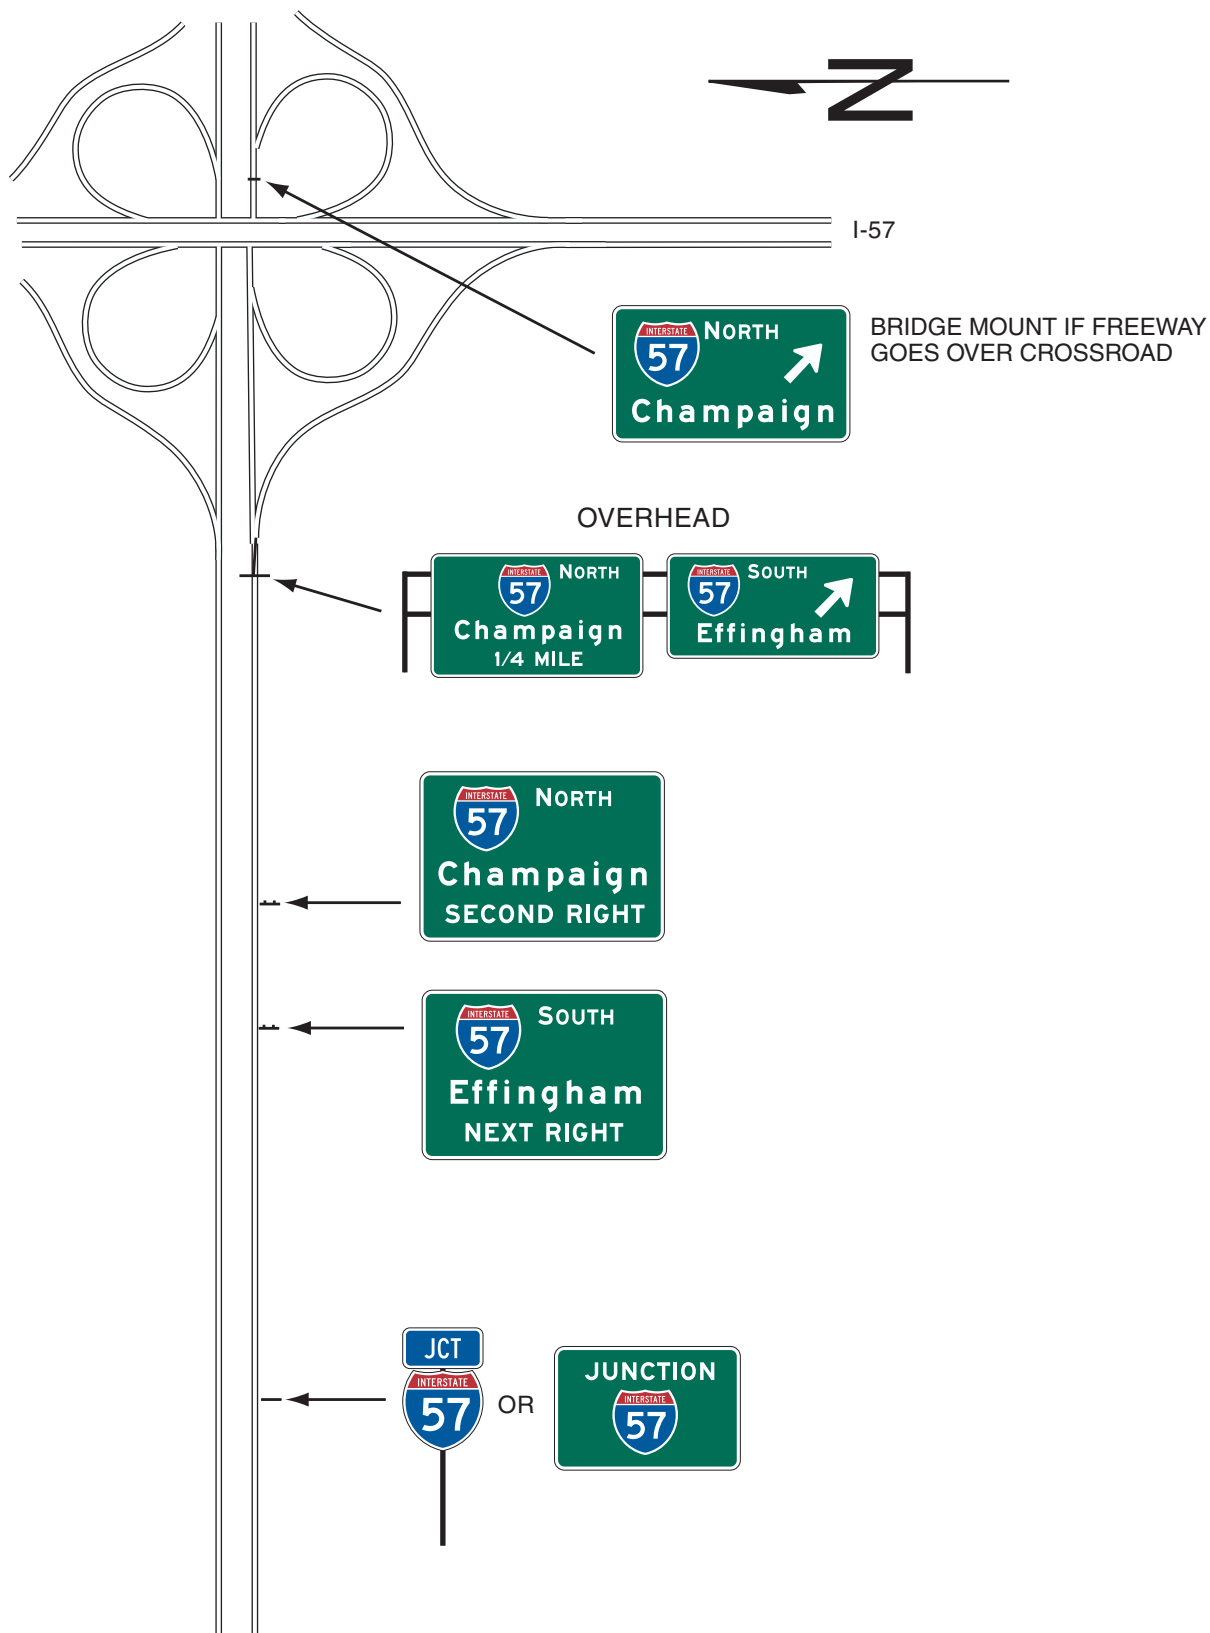 N
I-57
INTERSTATE
57
NORTH
Champaign
BRIDGE MOUNT IF FREEWAY
GOES OVER CROSSROAD
OVERHEAD
INTERSTATE
57
NORTH
Champaign
1/4 MILE
INTERSTATE
57
SOUTH
Effingham
INTERSTATE
57
NORTH
Champaign
SECOND RIGHT
INTERSTATE
57
SOUTH
Effingham
NEXT RIGHT
JCT
INTERSTATE
57
OR
JUNCTION
INTERSTATE
57